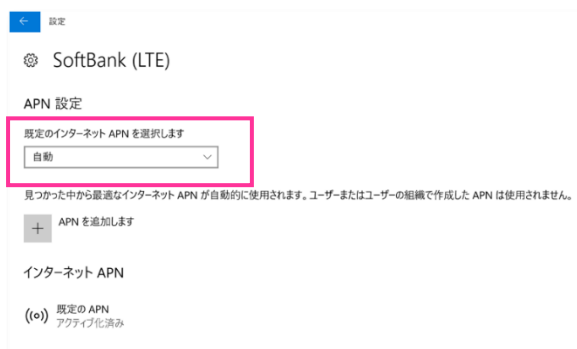 設定
SoftBank (LTE)
APN 設定
既定のインターネット APN を選択します
自動
見つかった中から最適なインターネット APN が自動的に使用されます。ユーザーまたはユーザーの組織で作成した APN は使用されません。
APN を追加します
インターネット APN
既定の APN
アクティブ化済み